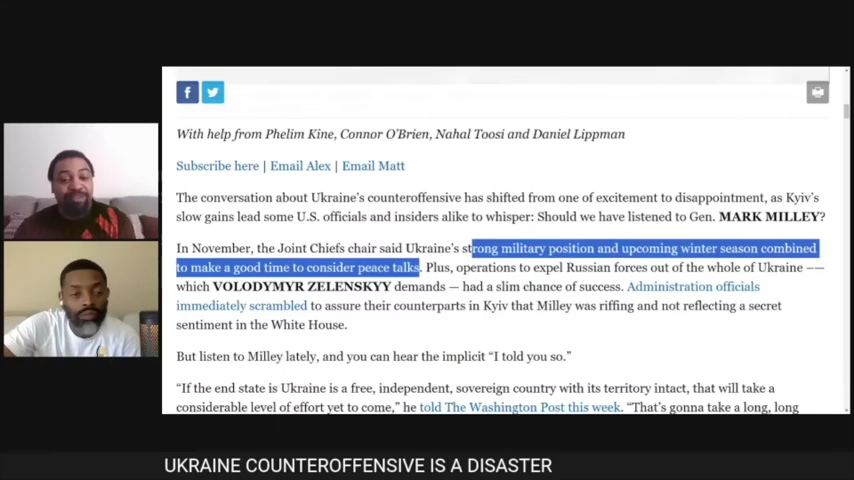 With help from Phelim Kine, Connor O'Brien, Nahal Toosi and Daniel Lippman
Subscribe here | Email Alex | Email Matt
The conversation about Ukraine's counteroffensive has shifted from one of excitement to disappointment, as Kyiv's
slow gains lead some U.S. officials and insiders alike to whisper: Should we have listened to Gen. MARK MILLEY?
In November, the Joint Chiefs chair said Ukraine's strong military position and upcoming winter season combined
to make a good time to consider peace talks. Plus, operations to expel Russian forces out of the whole of Ukraine ––
which VOLODYMYR ZELENSKYY demands — had a slim chance of success. Administration officials
immediately scrambled to assure their counterparts in Kyiv that Milley was riffing and not reflecting a secret
sentiment in the White House.
But listen to Milley lately, and you can hear the implicit “I told you so.”
“If the end state is Ukraine is a free, independent, sovereign country with its territory intact, that will take a
considerable level of effort yet to come,” he told The Washington Post this week. “That's gonna take a long, long
UKRAINE COUNTEROFFENSIVE IS A DISASTER